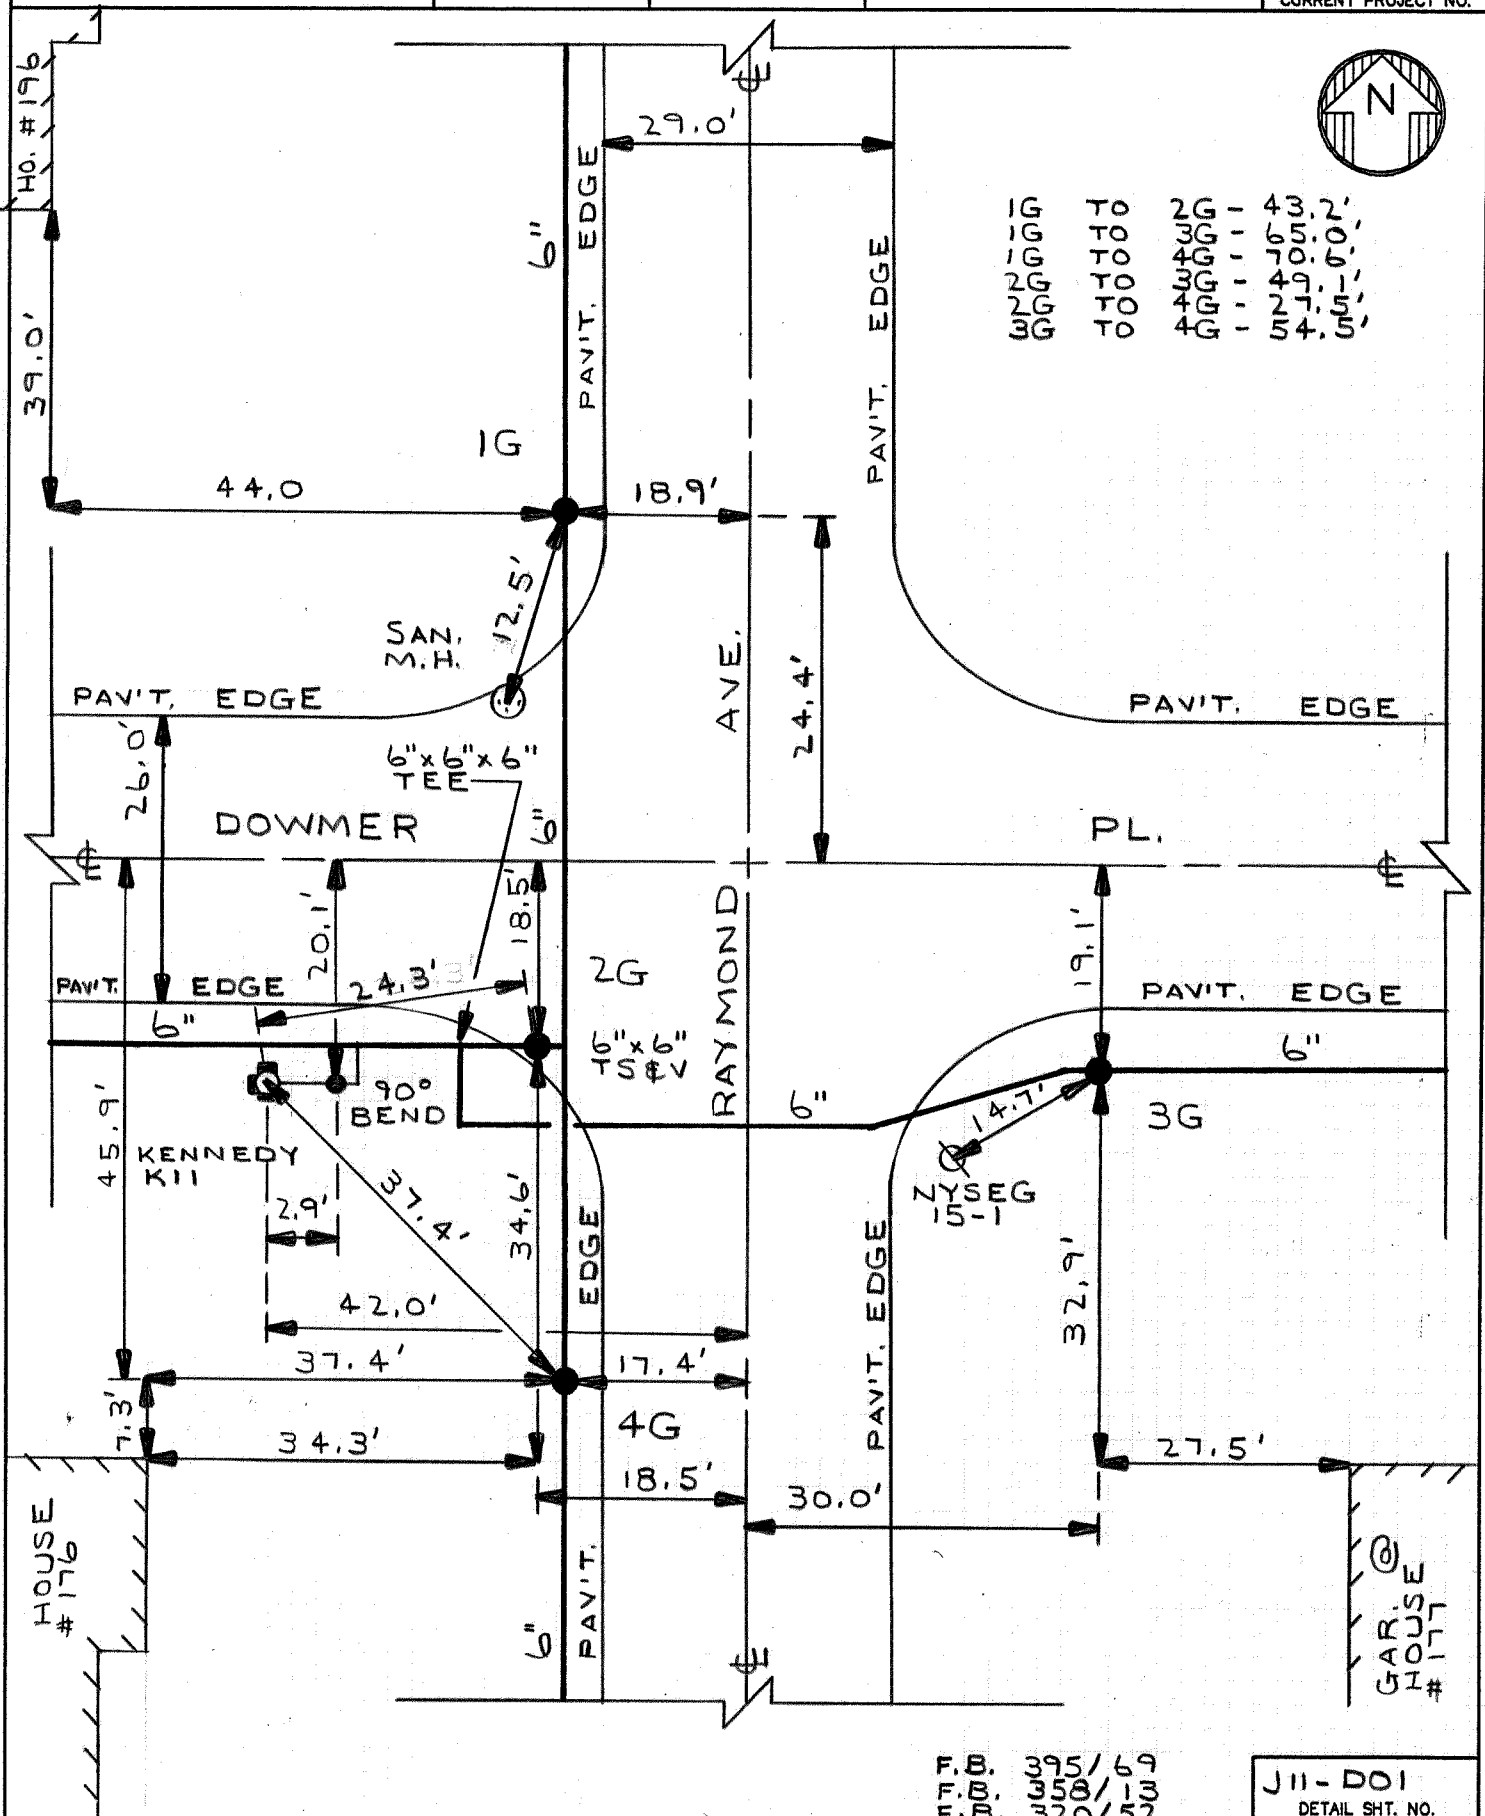 CURRENT PROJECT NO.
HO. #196
29.0'
N
1G TO 2G - 43.2'
1G TO 3G - 65.0'
1G TO 4G - 70.6'
2G TO 3G - 49.1'
2G TO 4G - 27.5'
3G TO 4G - 54.5'
6"
PAV'T. EDGE
PAV'T. EDGE
39.0'
1G
44.0
18.9'
12.5'
SAN.
M.H.
24.4'
PAV'T. EDGE
PAV'T. EDGE
26.0'
6"x6"x6"
TEE
6"
DOWMER
PL.
RAYMOND AVE.
20.1'
18.5'
19.1'
24.3'
2G
PAV'T. EDGE
PAV'T. EDGE
6"
6"x6"
TS&V
6"
90°
BEND
6"
14.7'
3G
45.9'
KENNEDY
K11
NYSEG
15-1
2.9'
37.4'
34.6'
32.9'
42.0'
37.4'
17.4'
7.3'
4G
34.3'
27.5'
18.5'
30.0'
PAV'T. EDGE
PAV'T. EDGE
6"
HOUSE
#176
GAR. @
HOUSE
#177
F.B. 395/69
F.B. 358/13
F.B. 320/52
J11-D01
DETAIL SHT. NO.